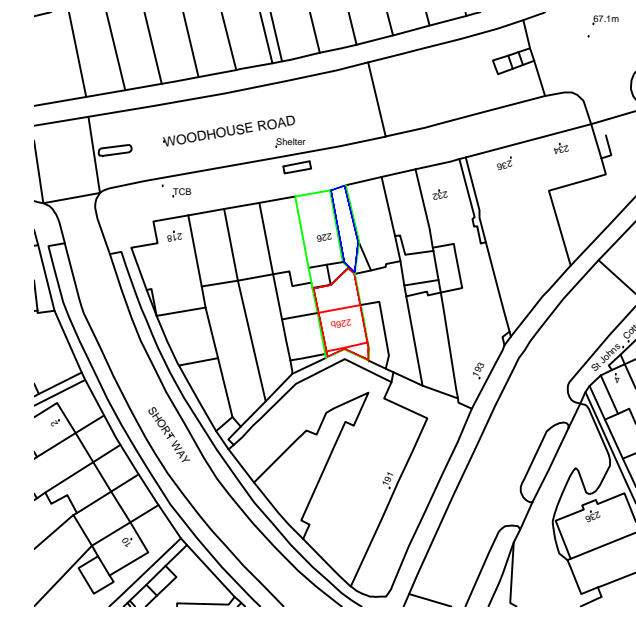 67.1m
WOODHOUSE ROAD
Shelter
TCB
234
236
232
218
226
226b
193
St Johns
Cott
4
2
SHORT WAY
191
236
10